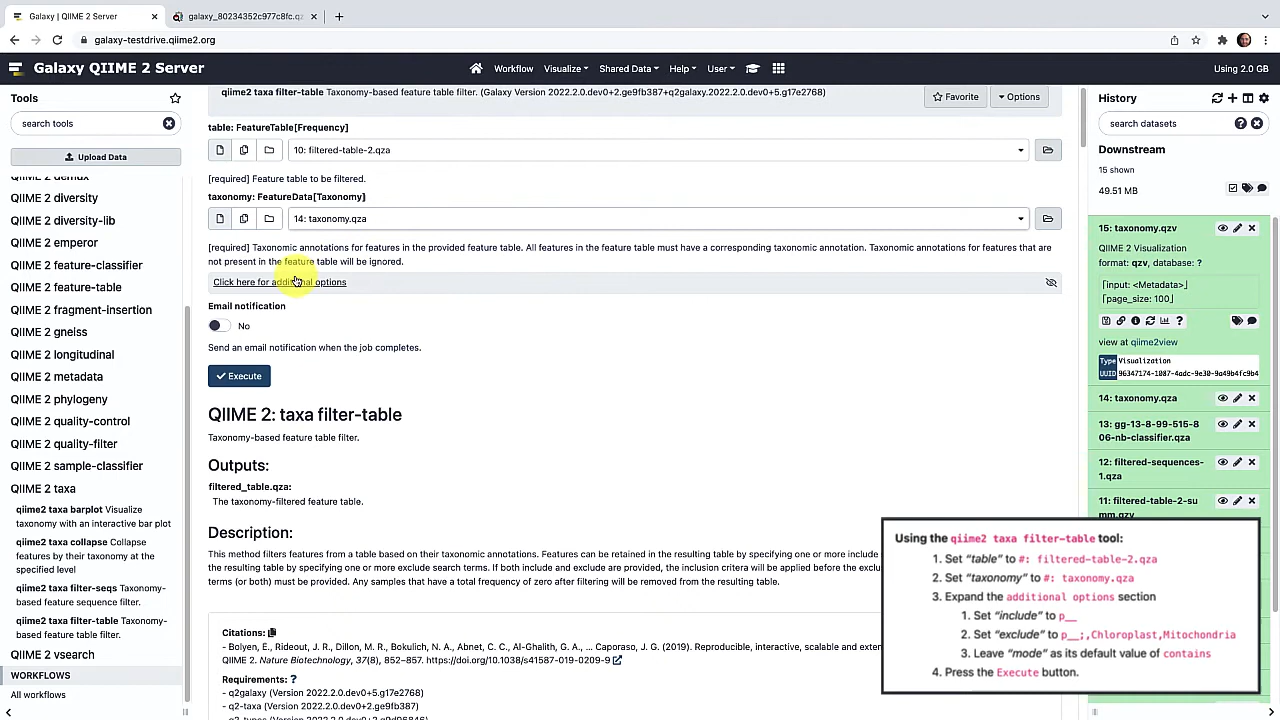 Galaxy | QIIME 2 Server
galaxy_80234352c977c8fc.qz
galaxy-testdrive.qiime2.org
Galaxy QIIME 2 Server
Workflow
Visualize
Shared Data
Help
User
Using 2.0 GB
Tools
search tools
Upload Data
QIIME 2 demux
QIIME 2 diversity
QIIME 2 diversity-lib
QIIME 2 emperor
QIIME 2 feature-classifier
QIIME 2 feature-table
QIIME 2 fragment-insertion
QIIME 2 gneiss
QIIME 2 longitudinal
QIIME 2 metadata
QIIME 2 phylogeny
QIIME 2 quality-control
QIIME 2 quality-filter
QIIME 2 sample-classifier
QIIME 2 taxa
qiime2 taxa barplot Visualize
taxonomy with an interactive bar plot
qiime2 taxa collapse Collapse
features by their taxonomy at the
specified level
qiime2 taxa filter-seqs Taxonomy-
based feature sequence filter.
qiime2 taxa filter-table Taxonomy-
based feature table filter.
QIIME 2 vsearch
WORKFLOWS
All workflows
qiime2 taxa filter-table Taxonomy-based feature table filter. (Galaxy Version 2022.2.0.dev0+2.ge9fb387+q2galaxy.2022.2.0.dev0+5.g17e2768)
Favorite
Options
table: FeatureTable[Frequency]
10: filtered-table-2.qza
[required] Feature table to be filtered.
taxonomy: FeatureData[Taxonomy]
14: taxonomy.qza
[required] Taxonomic annotations for features in the provided feature table. All features in the feature table must have a corresponding taxonomic annotation. Taxonomic annotations for features that are
not present in the feature table will be ignored.
Click here for additional options
Email notification
No
Send an email notification when the job completes.
Execute
QIIME 2: taxa filter-table
Taxonomy-based feature table filter.
Outputs:
filtered_table.qza:
The taxonomy-filtered feature table.
Description:
This method filters features from a table based on their taxonomic annotations. Features can be retained in the resulting table by specifying one or more include
the resulting table by specifying one or more exclude search terms. If both include and exclude are provided, the inclusion critera will be applied before the exclu
terms (or both) must be provided. Any samples that have a total frequency of zero after filtering will be removed from the resulting table.
Citations:
- Bolyen, E., Rideout, J. R., Dillon, M. R., Bokulich, N. A., Abnet, C. C., Al-Ghalith, G. A., ... Caporaso, J. G. (2019). Reproducible, interactive, scalable and exten
QIIME 2. Nature Biotechnology, 37(8), 852–857. https://doi.org/10.1038/s41587-019-0209-9
Requirements: ?
- q2galaxy (Version 2022.2.0.dev0+5.g17e2768)
- q2-taxa (Version 2022.2.0.dev0+2.ge9fb387)
History
search datasets
Downstream
15 shown
49.51 MB
15: taxonomy.qzv
QIIME 2 Visualization
format: qzv, database: ?
⌈input: <Metadata>⌋
⌈page_size: 100⌋
view at qiime2view
Type Visualization
UUID 96347174-1087-4adc-9e30-9a49b4fc9b4
14: taxonomy.qza
13: gg-13-8-99-515-8
06-nb-classifier.qza
12: filtered-sequences-
1.qza
11: filtered-table-2-su
mm.qzv
Using the qiime2 taxa filter-table tool:
1. Set “table” to #: filtered-table-2.qza
2. Set “taxonomy” to #: taxonomy.qza
3. Expand the additional options section
1. Set “include” to p__
2. Set “exclude” to p__;,Chloroplast,Mitochondria
3. Leave “mode” as its default value of contains
4. Press the Execute button.